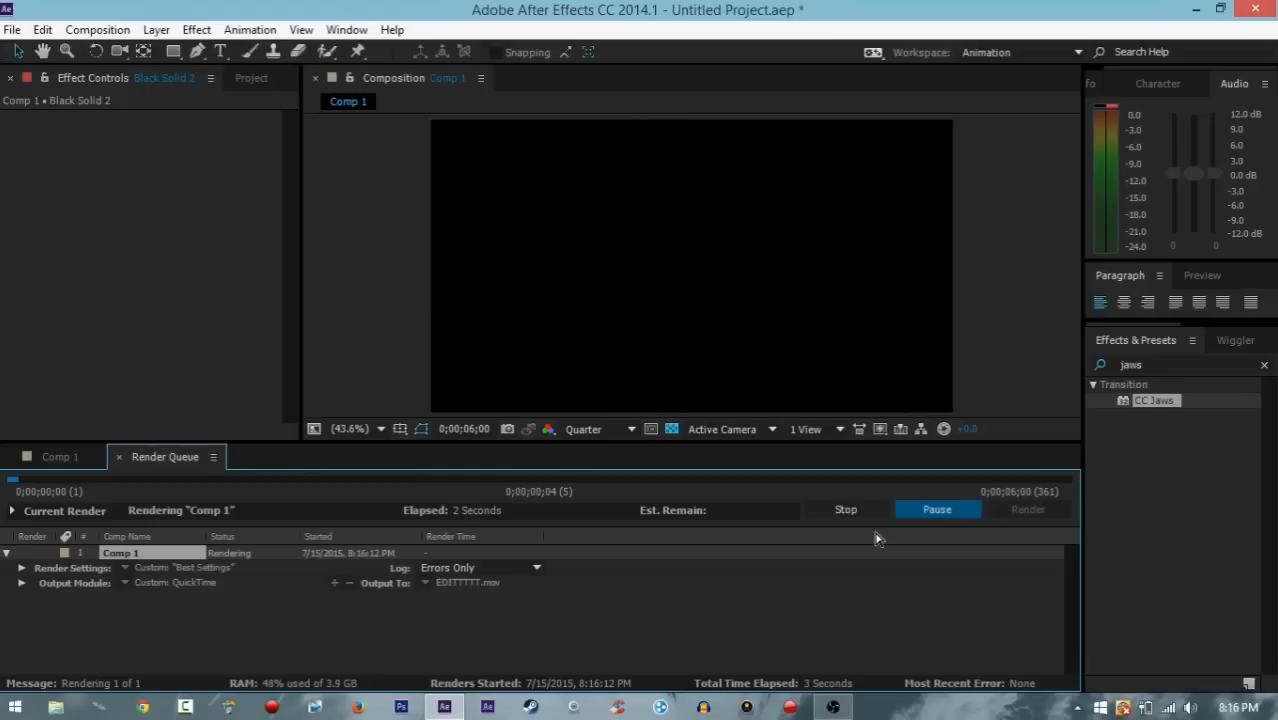 Adobe After Effects CC 2014.1 - Untitled Project.aep *
File Edit Composition Layer Effect Animation View Window Help
Snapping Workspace: Animation Search Help
Effect Controls Black Solid 2 Project
Composition Comp 1
fo Character Audio
Comp 1 • Black Solid 2
Comp 1
0.0 12.0 dB
-3.0 9.0
-6.0 6.0
-9.0 3.0
-12.0 0.0 dB
-15.0 -3.0
-18.0 -6.0
-21.0 -9.0
-24.0 0 0 -12.0 dB
Paragraph Preview
Effects & Presets Wiggler
jaws
Transition
CC Jaws
(43.6%) 0;00;06;00 Quarter Active Camera 1 View +0.0
Comp 1 Render Queue
0;00;00;00 (1) 0;00;00;04 (5) 0;00;06;00 (361)
Current Render Rendering "Comp 1" Elapsed: 2 Seconds Est. Remain: Stop Pause Render
Render # Comp Name Status Started Render Time
1 Comp 1 Rendering 7/15/2015, 8:16:12 PM -
Render Settings: Custom: "Best Settings" Log: Errors Only
Output Module: Custom: QuickTime + − Output To: EDITTTTT.mov
Message: Rendering 1 of 1 RAM: 48% used of 3.9 GB Renders Started: 7/15/2015, 8:16:12 PM Total Time Elapsed: 3 Seconds Most Recent Error: None
8:16 PM